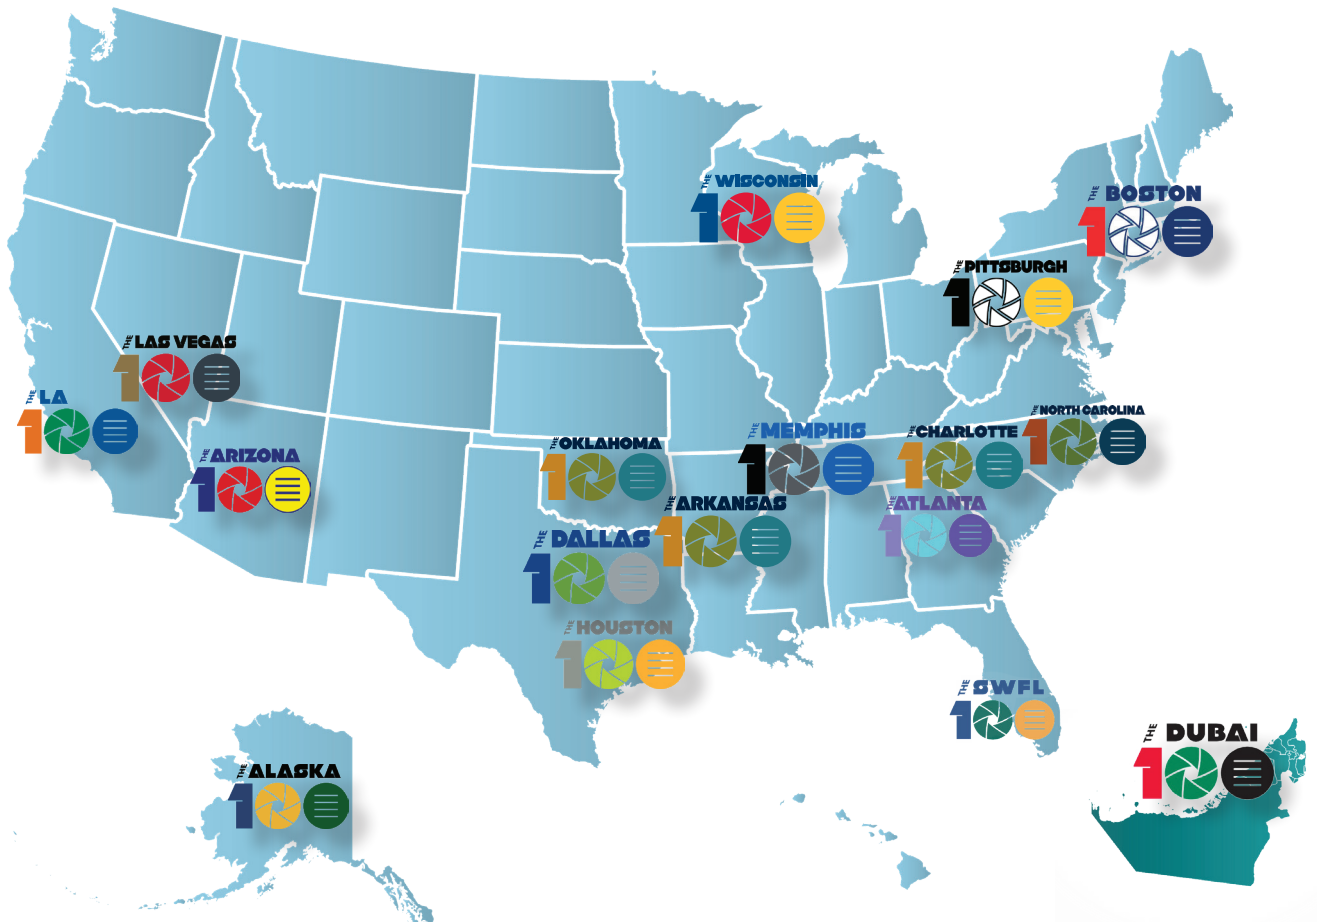 THE WISCONSIN
100
THE BOSTON
100
THE PITTSBURGH
100
THE LAS VEGAS
100
THE LA
100
THE ARIZONA
100
THE OKLAHOMA
100
THE MEMPHIS
100
THE CHARLOTTE
100
THE NORTH CAROLINA
100
THE ARKANSAS
100
THE ATLANTA
100
THE DALLAS
100
THE HOUSTON
100
THE SWFL
100
THE DUBAI
100
THE ALASKA
100